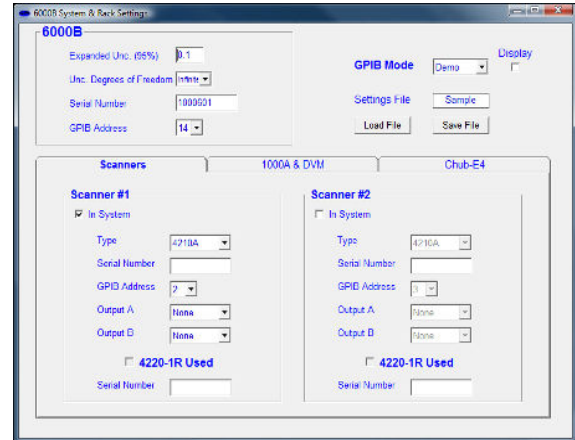 6000B System & Rack Settings
6000B
Expanded Unc. (95%) 0.1
Unc. Degrees of Freedom Infinite
Serial Number 1000601
GPIB Address 14
GPIB Mode Demo
Display
Settings File Sample
Load File Save File
Scanners 1000A & DVM Chub-E4
Scanner #1
In System
Type 4210A
Serial Number
GPIB Address 2
Output A None
Output B None
4220-1R Used
Serial Number
Scanner #2
In System
Type 4210A
Serial Number
GPIB Address 3
Output A None
Output B None
4220-1R Used
Serial Number